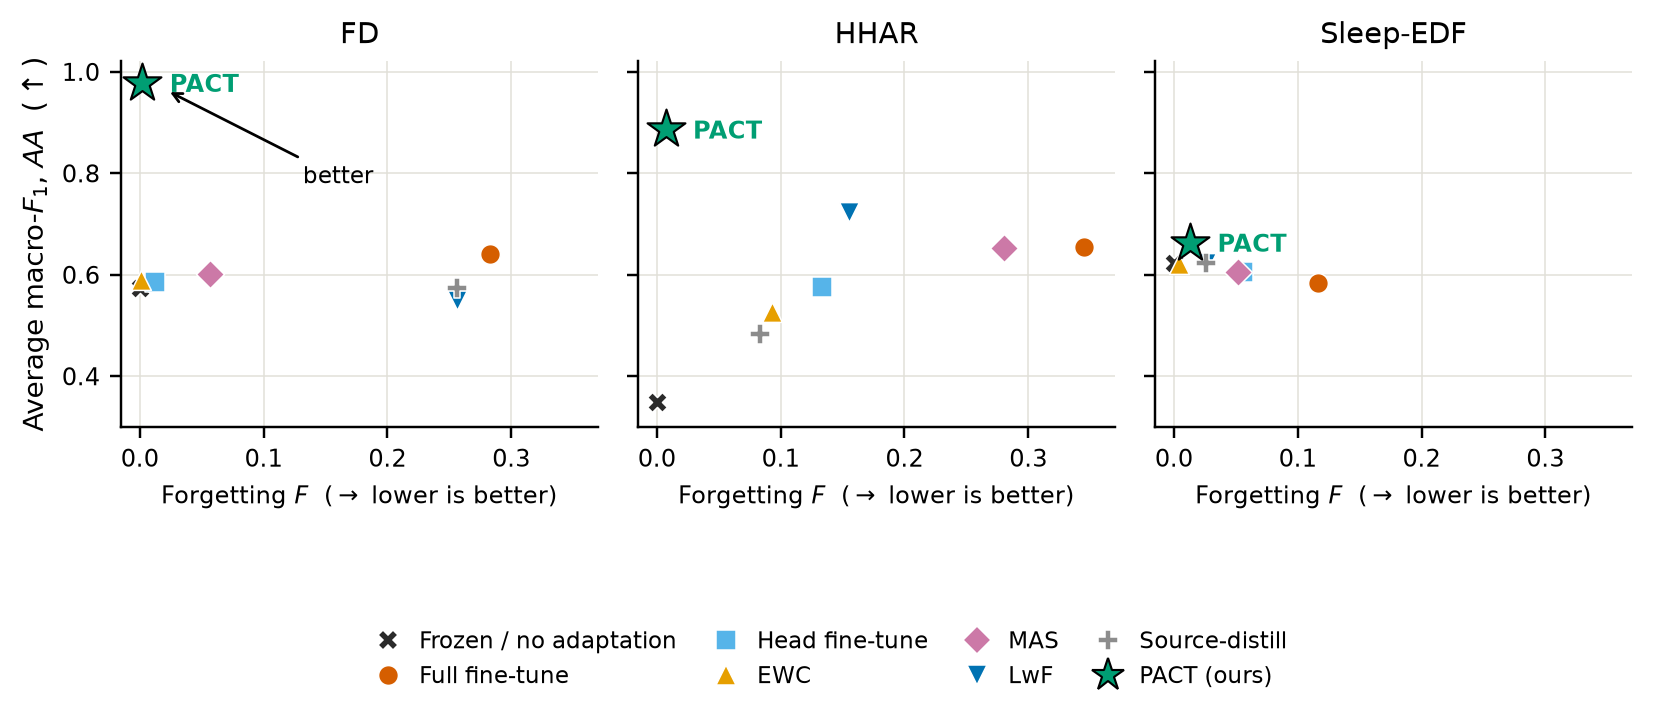 FD
HHAR
Sleep-EDF
Average macro-F1, AA (↑)
1.0
0.8
0.6
0.4
PACT
better
PACT
PACT
0.0 0.1 0.2 0.3
0.0 0.1 0.2 0.3
0.0 0.1 0.2 0.3
Forgetting F (→ lower is better)
Forgetting F (→ lower is better)
Forgetting F (→ lower is better)
Frozen / no adaptation
Full fine-tune
Head fine-tune
EWC
MAS
LwF
Source-distill
PACT (ours)